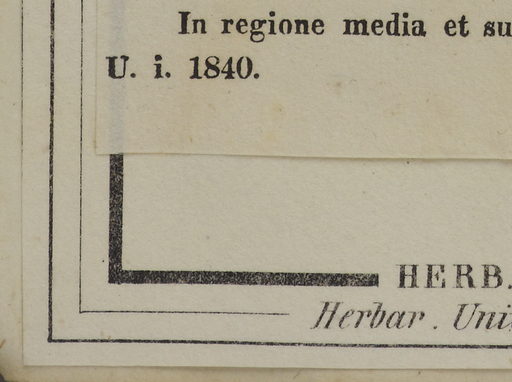 In regione media et su
U. i. 1840.
HERB.
Herbar. Uni